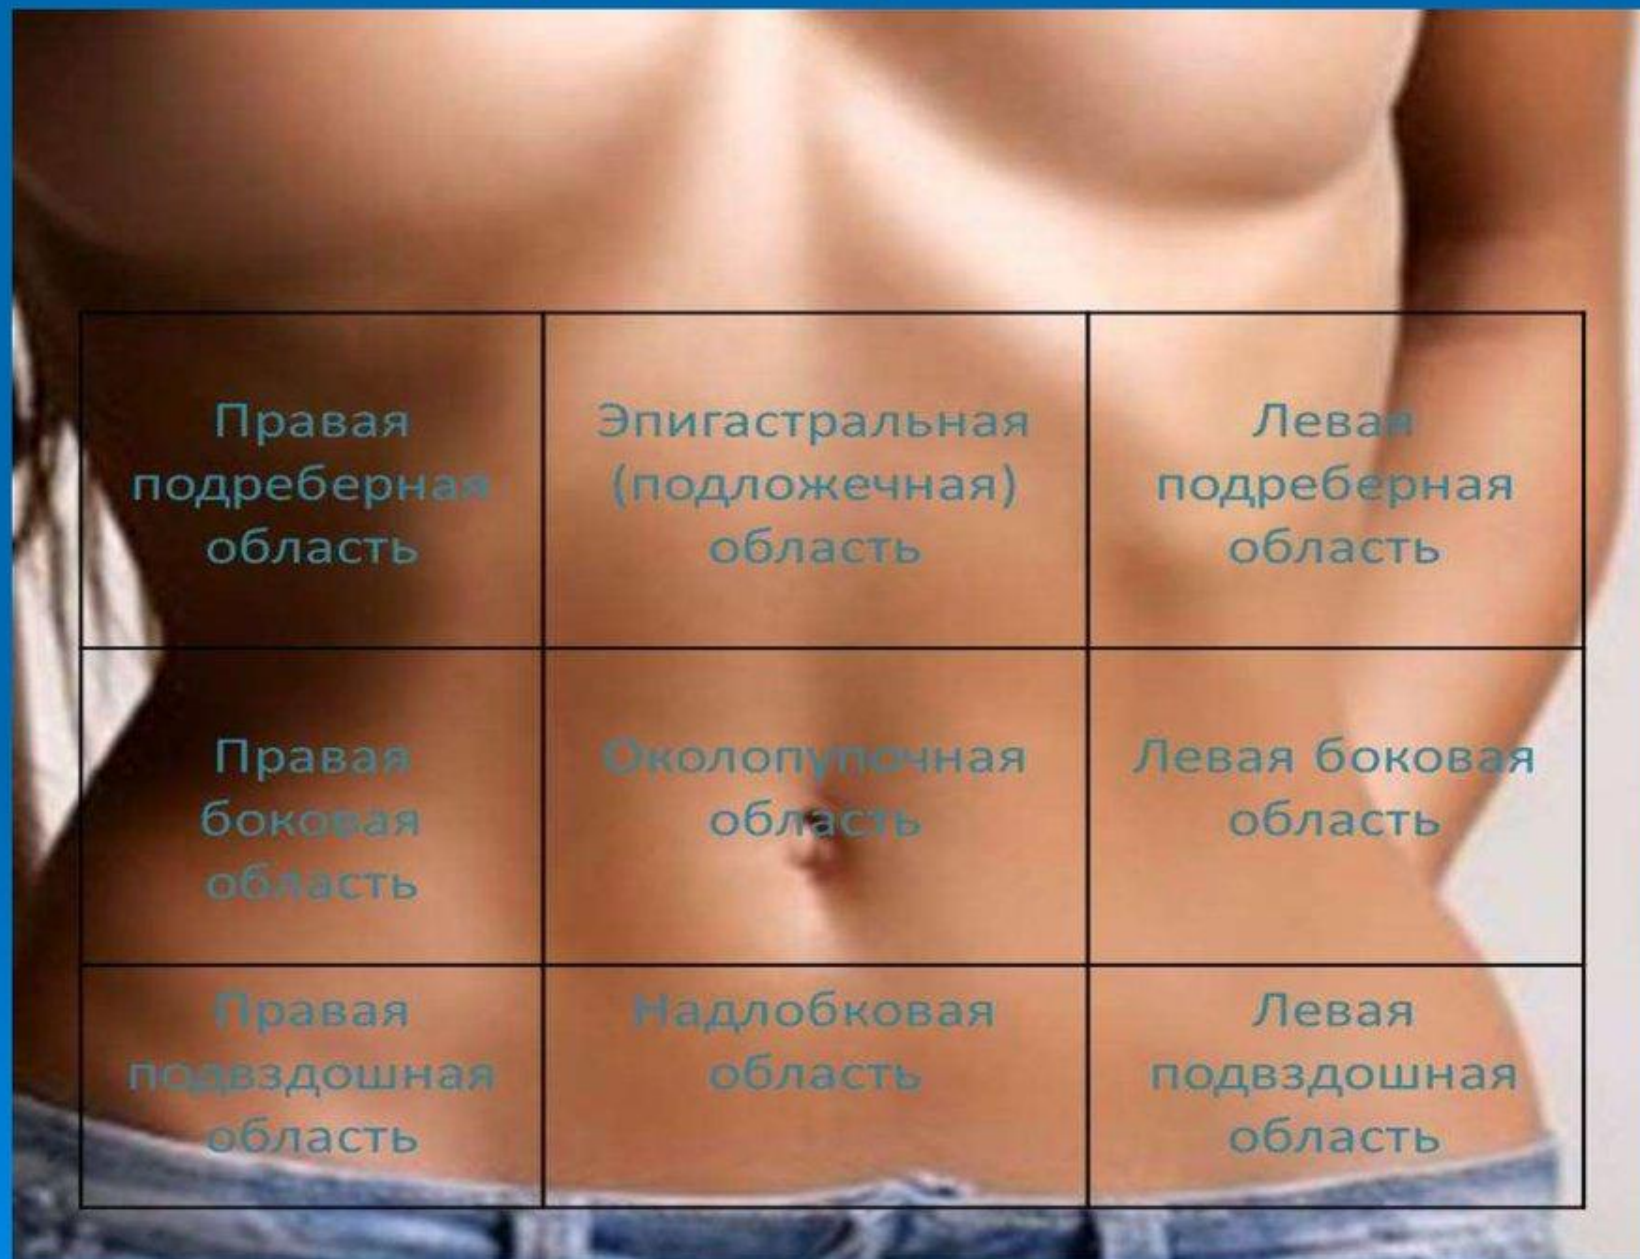 Правая
подреберная
область
Эпигастральная
(подложечная)
область
Левая
подреберная
область
Правая
боковая
область
Околопупочная
область
Левая боковая
область
Правая
подвздошная
область
Надлобковая
область
Левая
подвздошная
область